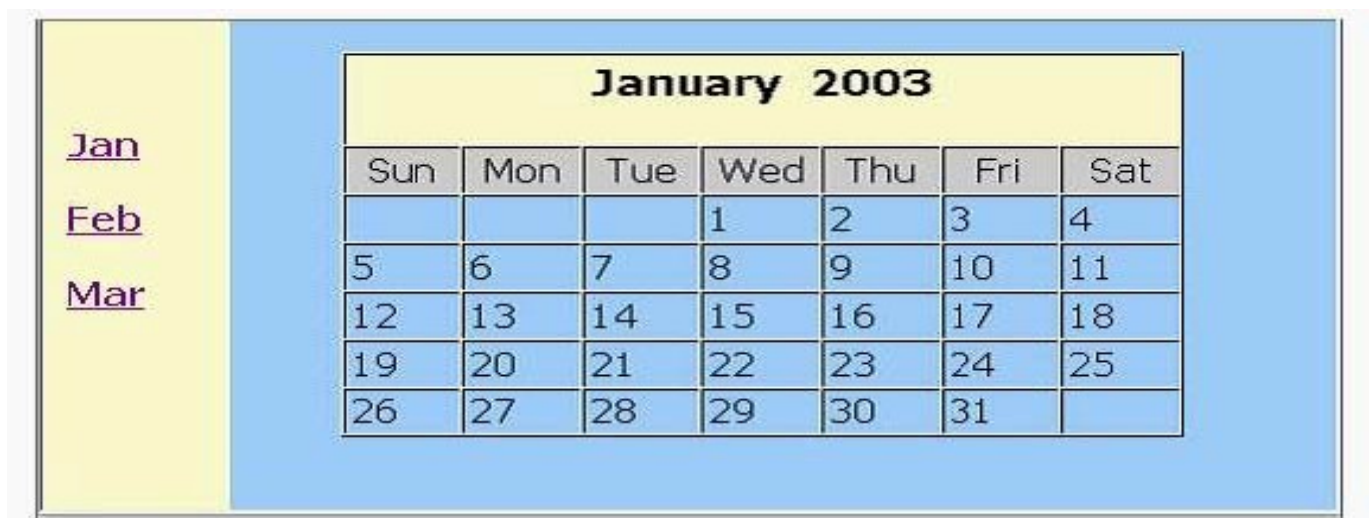 Jan
Feb
Mar
January 2003
Sun Mon Tue Wed Thu Fri Sat
1 2 3 4
5 6 7 8 9 10 11
12 13 14 15 16 17 18
19 20 21 22 23 24 25
26 27 28 29 30 31